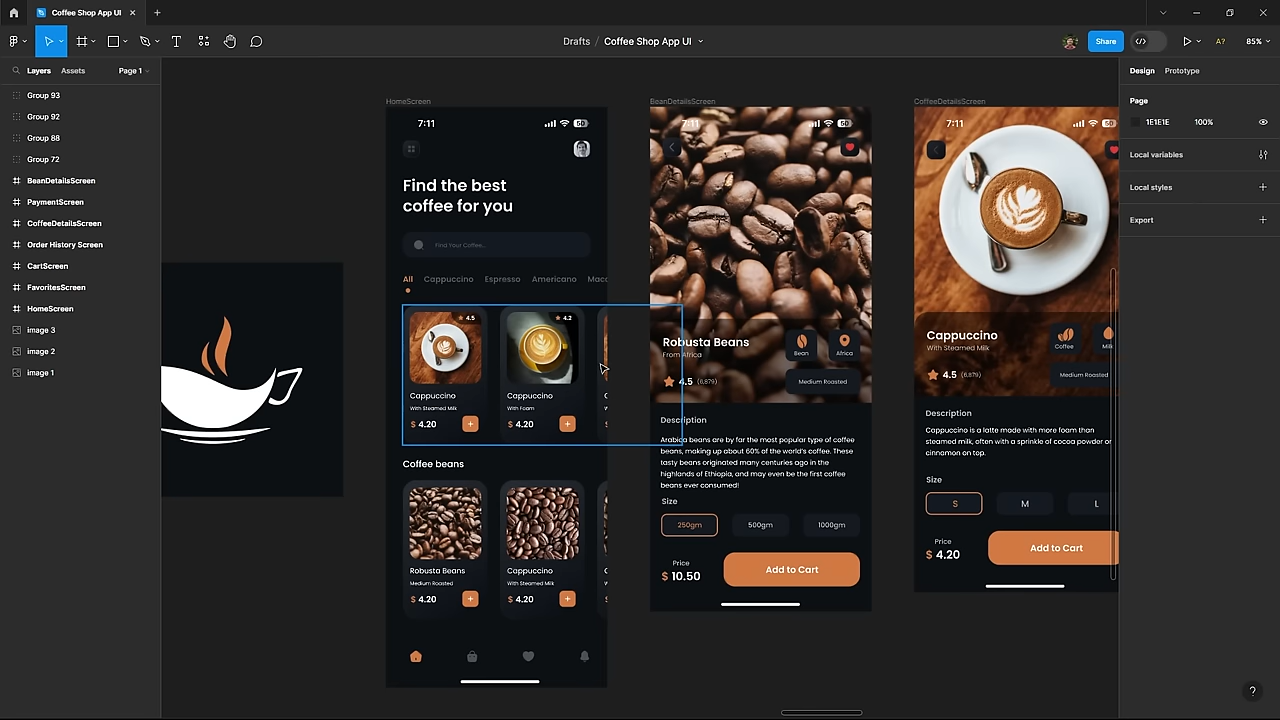 Coffee Shop App UI
Drafts / Coffee Shop App UI
Share
A?
85%
Layers
Assets
Page 1
Group 93
Group 92
Group 88
Group 72
BeanDetailsScreen
PaymentScreen
CoffeeDetailsScreen
Order History Screen
CartScreen
FavoritesScreen
HomeScreen
image 3
image 2
image 1
HomeScreen
7:11
Find the best
coffee for you
Find Your Coffee...
All Cappuccino Espresso Americano Macc
4.5
Cappuccino
With Steamed Milk
$ 4.20
+
4.2
Cappuccino
With Foam
$ 4.20
+
Coffee beans
Robusta Beans
Medium Roasted
$ 4.20
+
Cappuccino
With Steamed Milk
$ 4.20
+
BeanDetailsScreen
7:11
Robusta Beans
From Africa
Bean
Africa
4.5 (6,879)
Medium Roasted
Description
Arabica beans are by far the most popular type of coffee
beans, making up about 60% of the world's coffee. These
tasty beans originated many centuries ago in the
highlands of Ethiopia, and may even be the first coffee
beans ever consumed!
Size
250gm
500gm
1000gm
Price
$ 10.50
Add to Cart
CoffeeDetailsScreen
7:11
Cappuccino
With Steamed Milk
Coffee
Milk
4.5 (6,879)
Medium Roasted
Description
Cappuccino is a latte made with more foam than
steamed milk, often with a sprinkle of cocoa powder or
cinnamon on top.
Size
S
M
L
Price
$ 4.20
Add to Cart
Design
Prototype
Page
1E1E1E
100%
Local variables
Local styles
Export
?